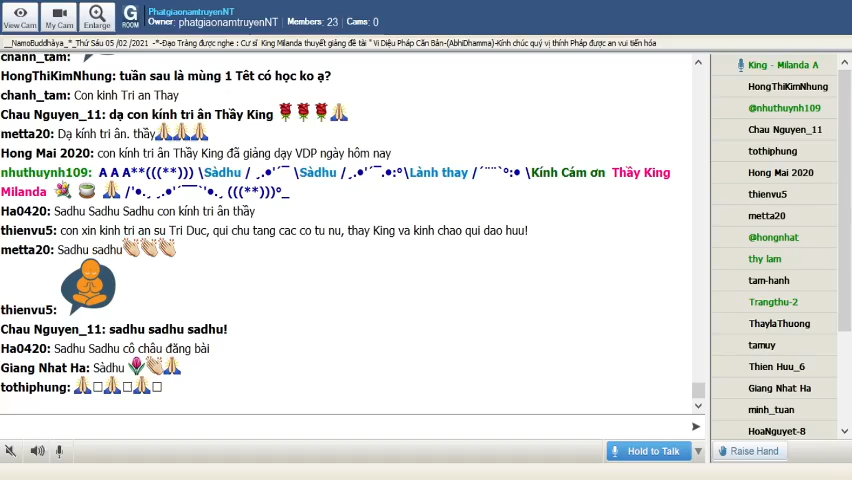 View Cam
My Cam
Enlarge
G
ROOM
PhatgiaonamtruyenNT
Owner: phatgiaonamtruyenNT Members: 23 Cams: 0
__NamoBuddhàya_*_Thứ Sáu 05 /02 /2021 -*-Đạo Tràng được nghe : Cư sĩ King Milanda thuyết giảng đề tài " Vi Diệu Pháp Căn Bản-(AbhiDhamma)-Kính chúc quý vị thính Pháp được an vui tiến hóa
chanh_tam:
HongThiKimNhung: tuần sau là mùng 1 Têt có học ko ạ?
chanh_tam: Con kinh Tri an Thay
Chau Nguyen_11: dạ con kính tri ân Thầy King
metta20: Dạ kính tri ân. thầy
Hong Mai 2020: con kính tri ân Thầy King đã giảng dạy VDP ngày hôm nay
nhuthuynh109: A A A**(((**))) \Sàdhu / ,.•'´¯ \Sàdhu /,.•'´¯.•:º\Lành thay /´¨¨`º:• \Kính Cám ơn Thầy King
Milanda /'•., ,.•'´¯¯`'•., (((**)))º_
Ha0420: Sadhu Sadhu Sadhu con kính tri ân thầy
thienvu5: con xin kinh tri an su Tri Duc, qui chu tang cac co tu nu, thay King va kinh chao qui dao huu!
metta20: Sadhu sadhu
thienvu5:
Chau Nguyen_11: sadhu sadhu sadhu!
Ha0420: Sadhu Sadhu cô châu đăng bài
Giang Nhat Ha: Sàdhu
tothiphung:
King - Milanda A
HongThiKimNhung
@nhuthuynh109
Chau Nguyen_11
tothiphung
Hong Mai 2020
thienvu5
metta20
@hongnhat
thy lam
tam-hanh
Trangthu-2
ThaylaThuong
tamuy
Thien Huu_6
Giang Nhat Ha
minh_tuan
HoaNguyet-8
Hold to Talk
Raise Hand